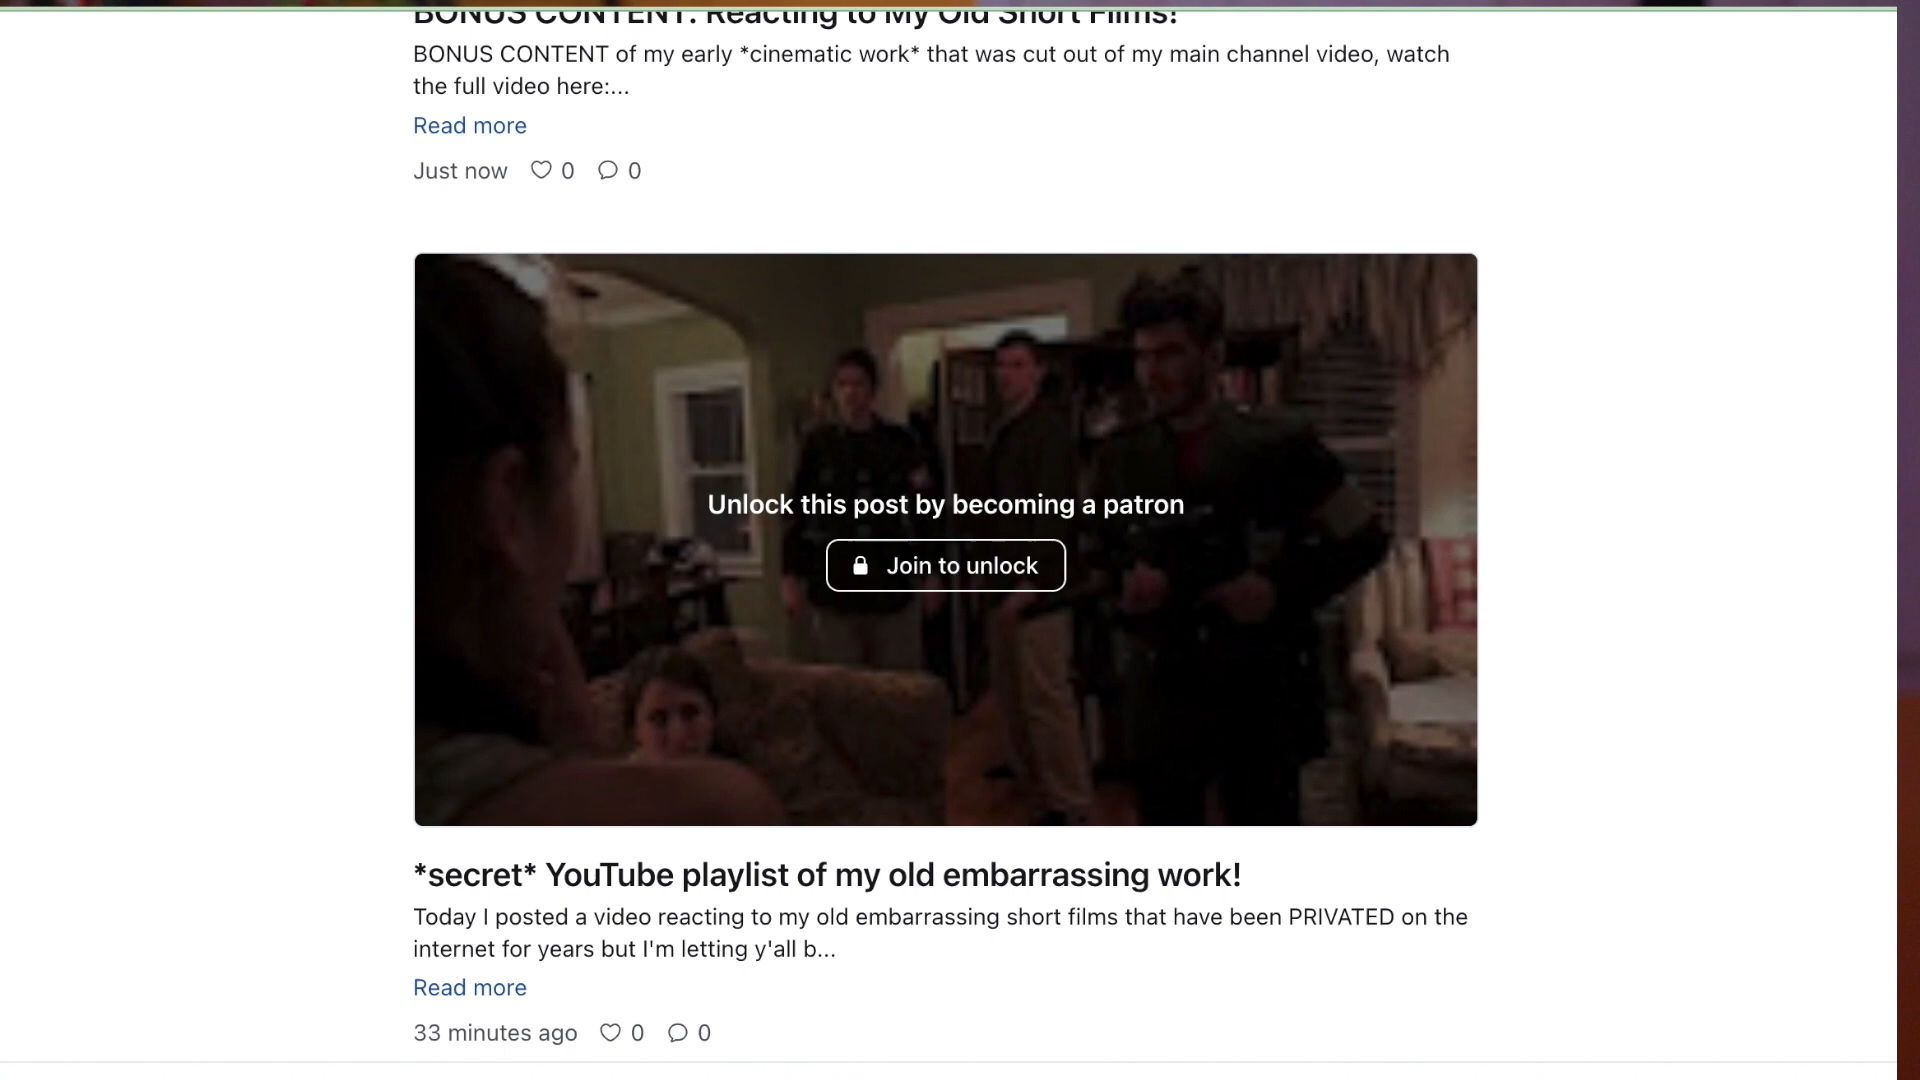 BONUS CONTENT: Reacting to My Old Short Films!
BONUS CONTENT of my early *cinematic work* that was cut out of my main channel video, watch
the full video here:...
Read more
Just now 0 0
Unlock this post by becoming a patron
Join to unlock
*secret* YouTube playlist of my old embarrassing work!
Today I posted a video reacting to my old embarrassing short films that have been PRIVATED on the
internet for years but I'm letting y'all b...
Read more
33 minutes ago 0 0